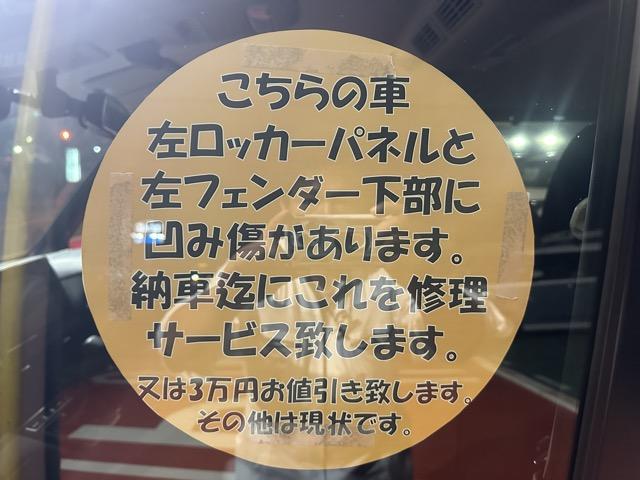 こちらの車
左ロッカーパネルと
左フェンダー下部に
凹み傷があります。
納車迄にこれを修理
サービス致します。
又は3万円お値引き致します。
その他は現状です。